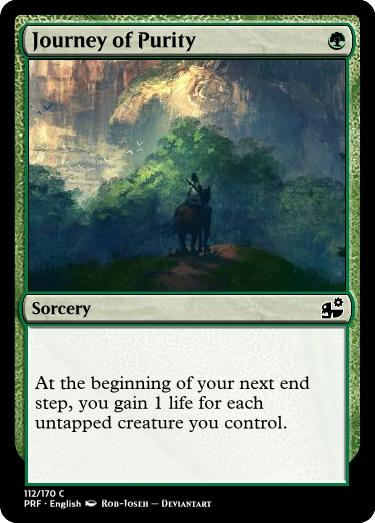 Journey of Purity
Sorcery
At the beginning of your next end
step, you gain 1 life for each
untapped creature you control.
112/170 C
PRF • English Rob-Joseh — Deviantart